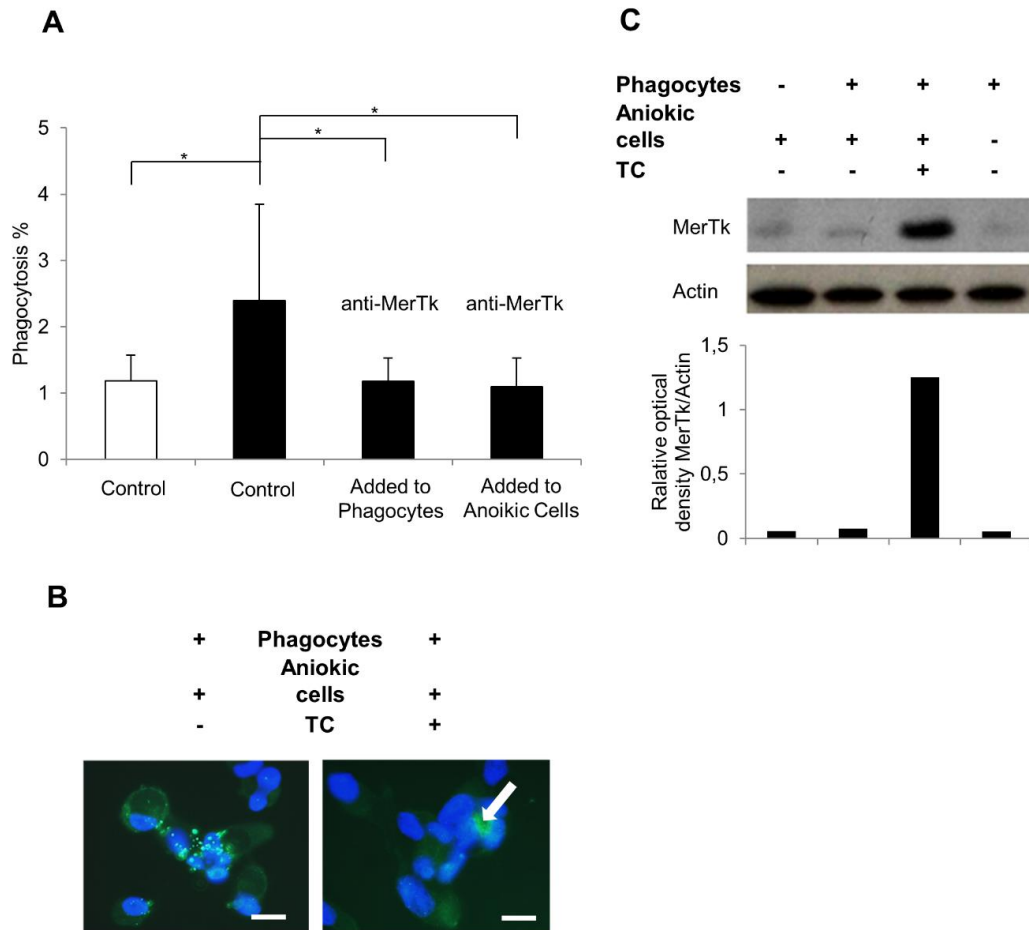 A
Phagocytosis %
5
4
3
2
1
0
*
*
*
anti-MerTk
anti-MerTk
Control
Control
Added to
Phagocytes
Added to
Anoikic Cells
B
+ Phagocytes +
Aniokic
+ cells +
- TC +
C
Phagocytes - + + +
Aniokic
cells + + + -
TC - - + -
MerTk
Actin
Ralative optical
density MerTk/Actin
1,5
1
0,5
0